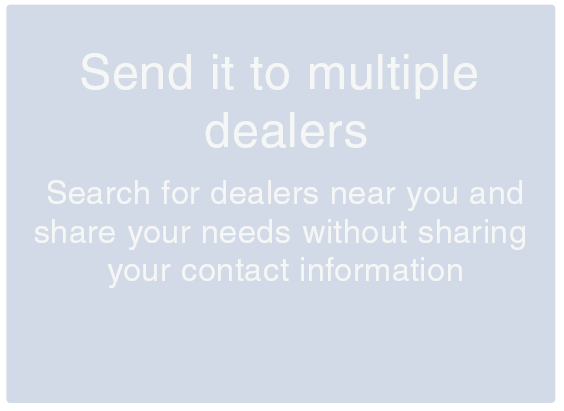 Send it to multiple
dealers
Search for dealers near you and
share your needs without sharing
your contact information